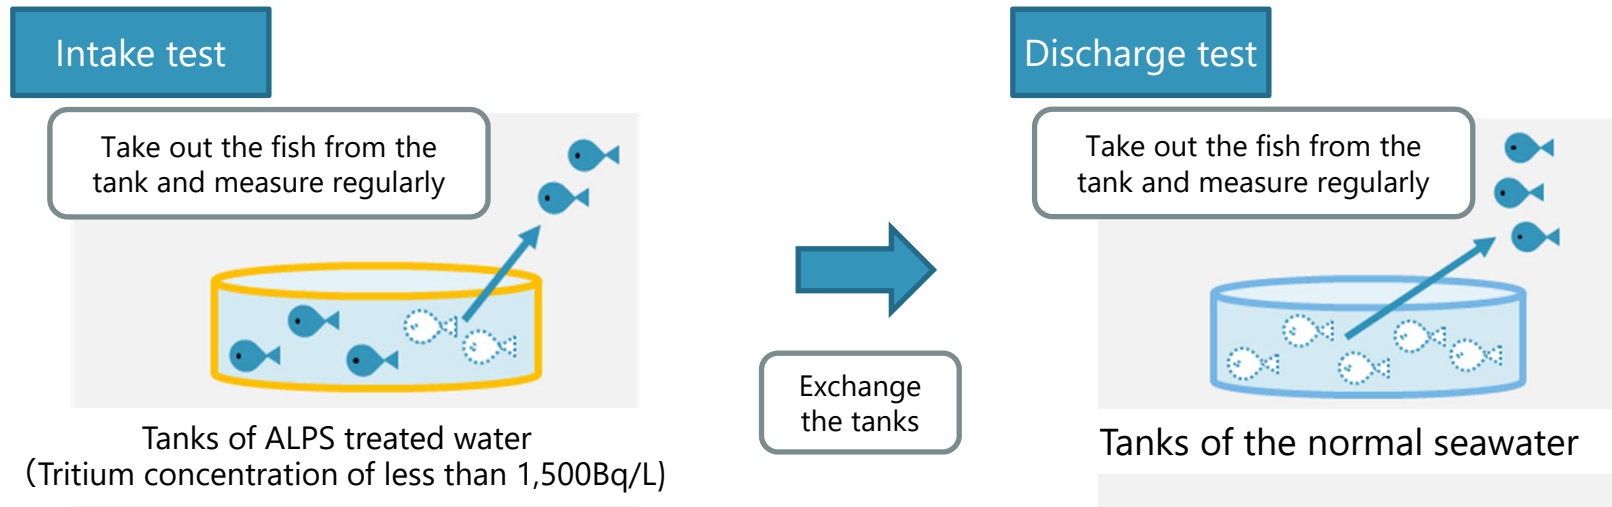 Intake test
Take out the fish from the
tank and measure regularly
Tanks of ALPS treated water
（Tritium concentration of less than 1,500Bq/L)
Exchange
the tanks
Discharge test
Take out the fish from the
tank and measure regularly
Tanks of the normal seawater